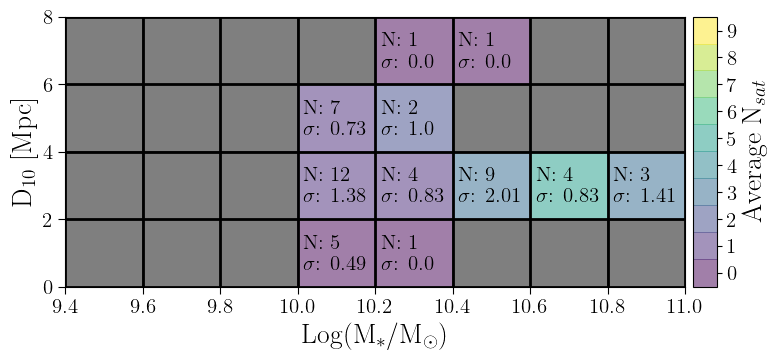 8
6
4
2
0
D₁₀ [Mpc]
N: 1
σ: 0.0
N: 1
σ: 0.0
N: 7
σ: 0.73
N: 2
σ: 1.0
N: 12
σ: 1.38
N: 4
σ: 0.83
N: 9
σ: 2.01
N: 4
σ: 0.83
N: 3
σ: 1.41
N: 5
σ: 0.49
N: 1
σ: 0.0
9.4 9.6 9.8 10.0 10.2 10.4 10.6 10.8 11.0
Log(M∗/M⊙)
9
8
7
6
5
4
3
2
1
0
Average N_sat